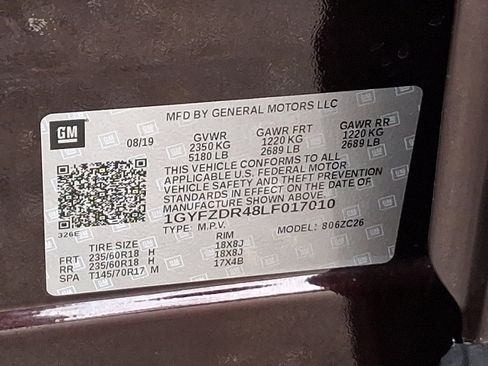 MFD BY GENERAL MOTORS LLC
GM
08/19 GVWR GAWR FRT GAWR RR
2350 KG 1220 KG 1220 KG
5180 LB 2689 LB 2689 LB
THIS VEHICLE CONFORMS TO ALL
APPLICABLE U.S. FEDERAL MOTOR
VEHICLE SAFETY AND THEFT PREVENTION
STANDARDS IN EFFECT ON THE DATE OF
MANUFACTURE SHOWN ABOVE.
1GYFZDR48LF017010
326E
TYPE: M.P.V. MODEL: 806ZC26
TIRE SIZE RIM
FRT 235/60R18 H 18X8J
RR 235/60R18 H 18X8J
SPA T145/70R17 M 17X4B